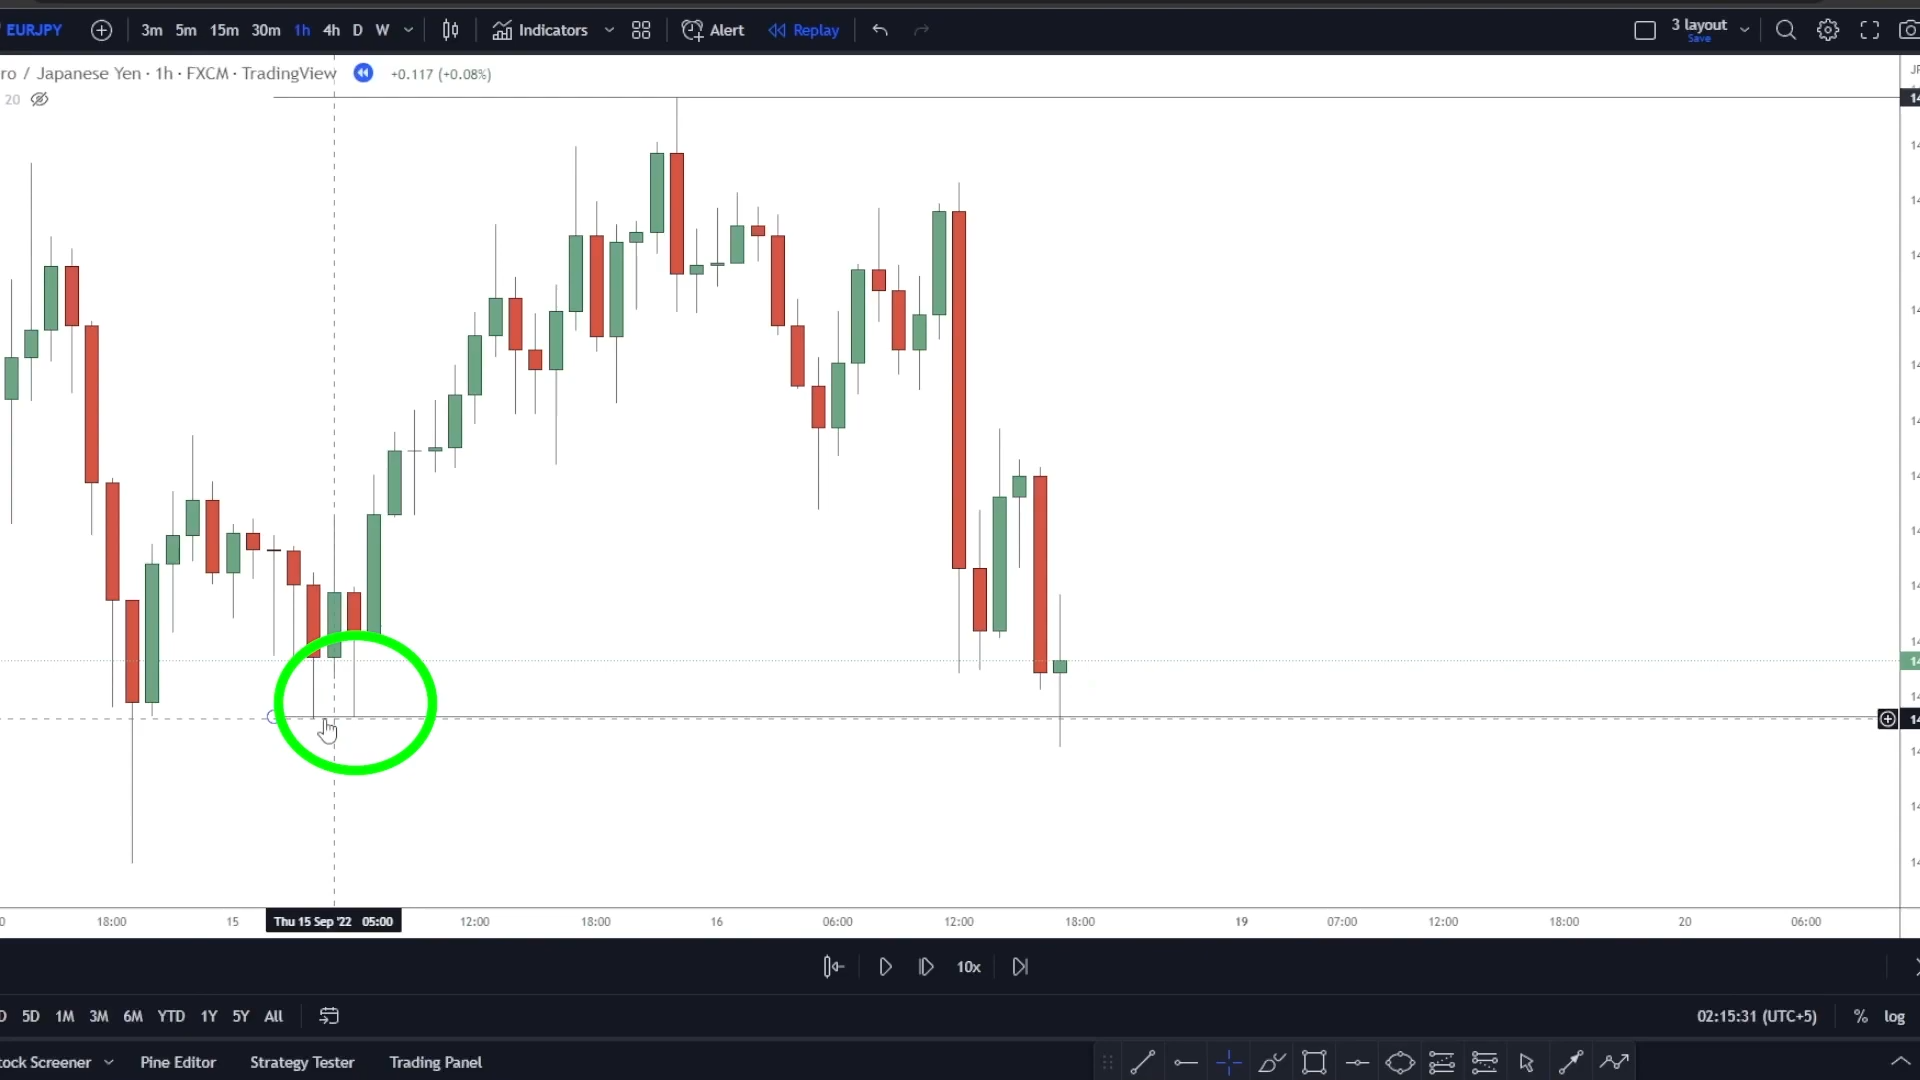 EURJPY 3m 5m 15m 30m 1h 4h D W Indicators Alert Replay 3 layout
Save
ro / Japanese Yen · 1h · FXCM · TradingView +0.117 (+0.08%)
20
18:00 15 Thu 15 Sep '22 05:00 12:00 18:00 16 06:00 12:00 18:00 19 07:00 12:00 18:00 20 06:00
10x
5D 1M 3M 6M YTD 1Y 5Y All 02:15:31 (UTC+5) % log
tock Screener Pine Editor Strategy Tester Trading Panel